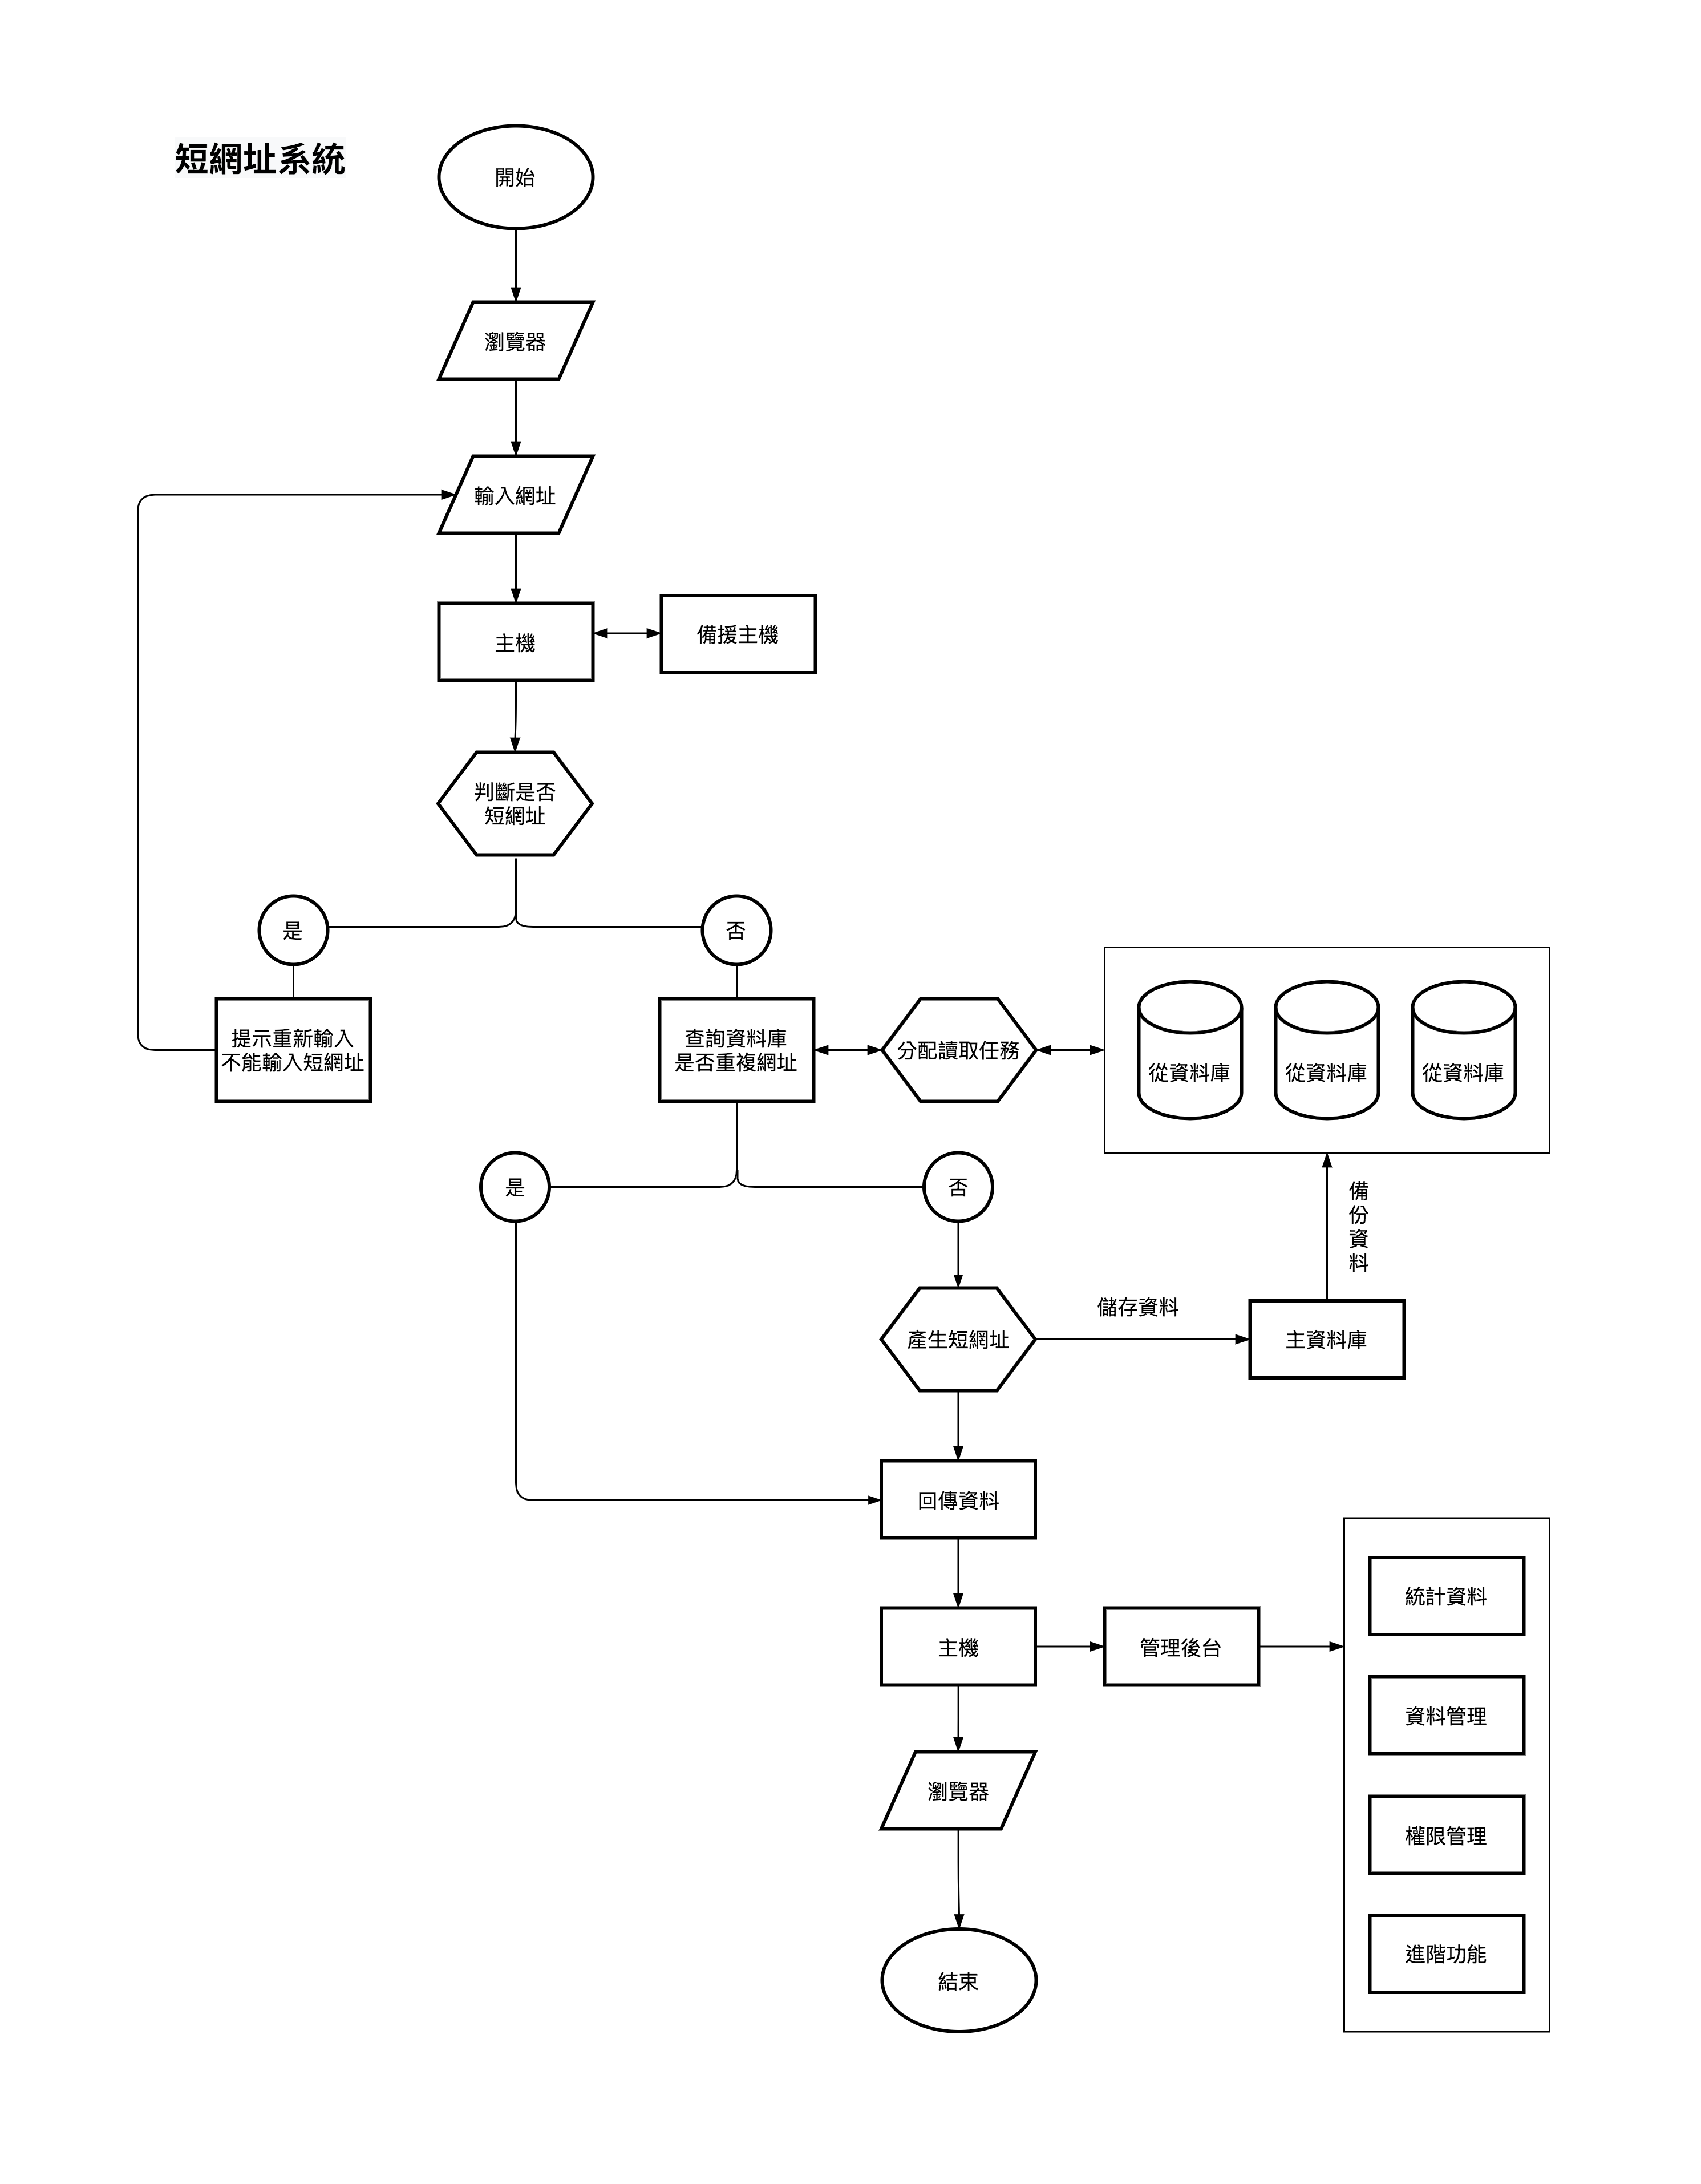 短網址系統
開始
瀏覽器
輸入網址
主機
備援主機
判斷是否
短網址
是
否
提示重新輸入
不能輸入短網址
查詢資料庫
是否重複網址
分配讀取任務
從資料庫
從資料庫
從資料庫
是
否
備
份
資
料
儲存資料
產生短網址
主資料庫
回傳資料
主機
管理後台
統計資料
資料管理
權限管理
進階功能
瀏覽器
結束